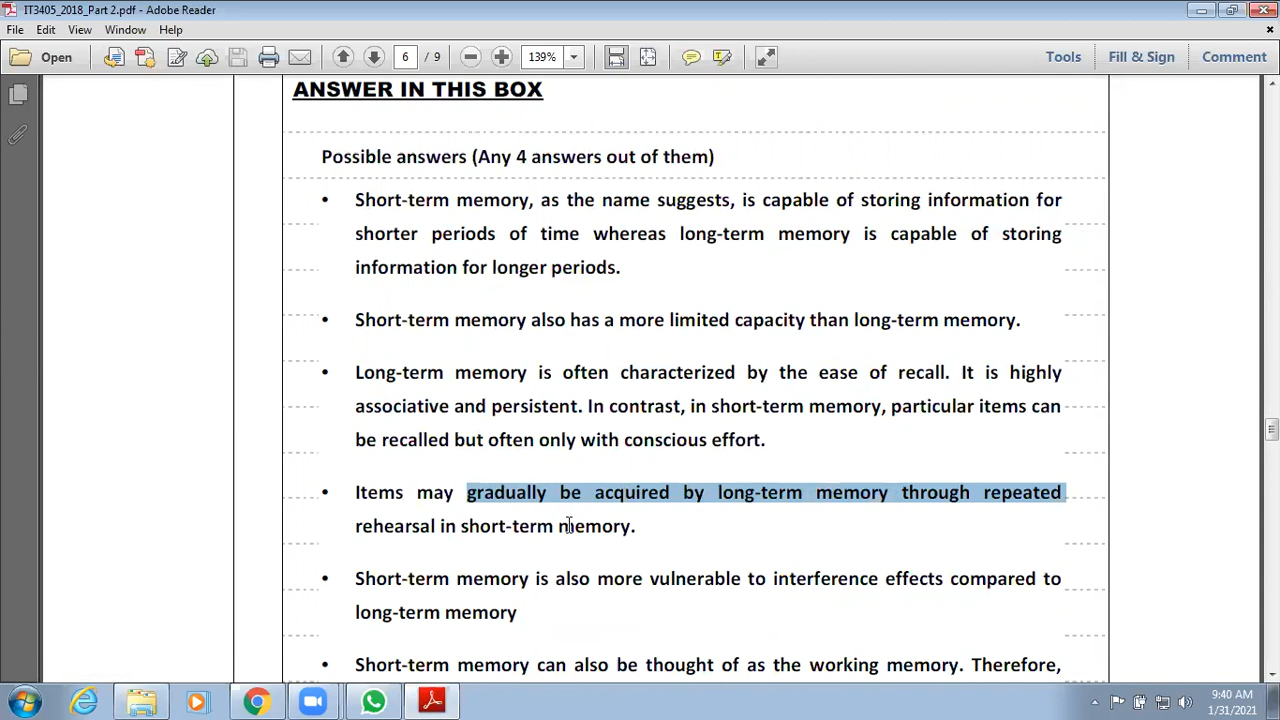 IT3405_2018_Part 2.pdf - Adobe Reader
File Edit View Window Help
Open 6 / 9 139% Tools Fill & Sign Comment
ANSWER IN THIS BOX
Possible answers (Any 4 answers out of them)
• Short-term memory, as the name suggests, is capable of storing information for
shorter periods of time whereas long-term memory is capable of storing
information for longer periods.
• Short-term memory also has a more limited capacity than long-term memory.
• Long-term memory is often characterized by the ease of recall. It is highly
associative and persistent. In contrast, in short-term memory, particular items can
be recalled but often only with conscious effort.
• Items may gradually be acquired by long-term memory through repeated
rehearsal in short-term memory.
• Short-term memory is also more vulnerable to interference effects compared to
long-term memory
• Short-term memory can also be thought of as the working memory. Therefore,
9:40 AM
1/31/2021